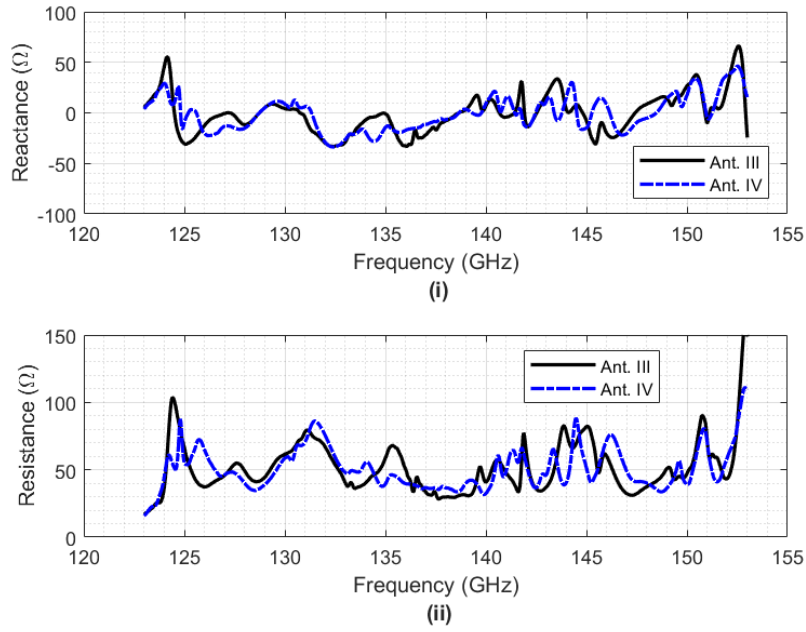 100
50
0
-50
-100
Reactance (Ω)
Ant. III
Ant. IV
120 125 130 135 140 145 150 155
Frequency (GHz)
(i)
150
100
50
0
Resistance (Ω)
Ant. III
Ant. IV
120 125 130 135 140 145 150 155
Frequency (GHz)
(ii)